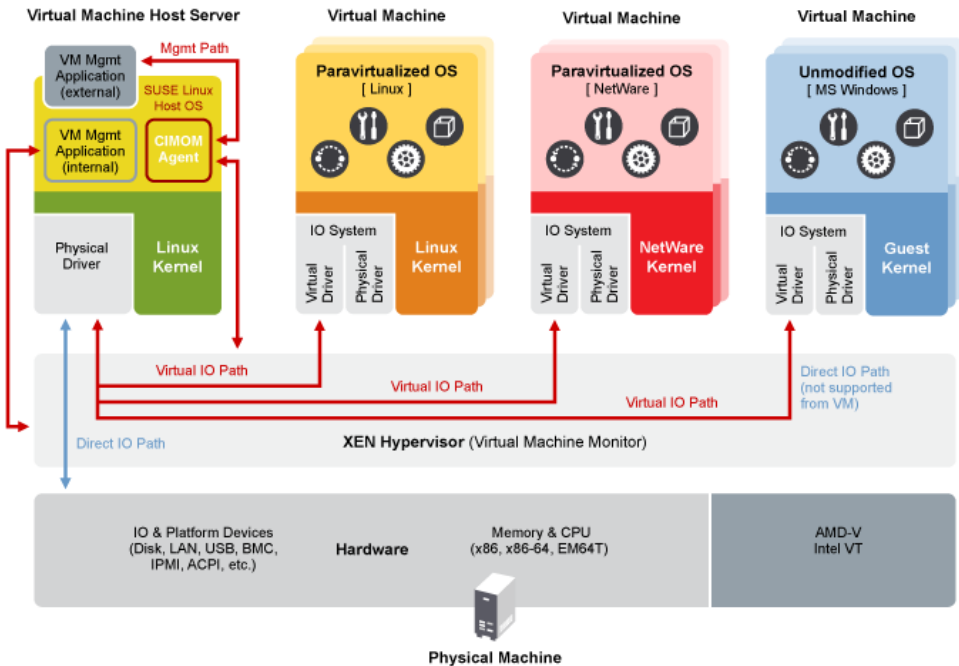 Virtual Machine Host Server
Virtual Machine
Virtual Machine
Virtual Machine
VM Mgmt
Application
(external)
Mgmt Path
SUSE Linux
Host OS
VM Mgmt
Application
(internal)
CIMOM
Agent
Physical
Driver
Linux
Kernel
Paravirtualized OS
[ Linux ]
IO System
Virtual
Driver
Physical
Driver
Linux
Kernel
Paravirtualized OS
[ NetWare ]
IO System
Virtual
Driver
Physical
Driver
NetWare
Kernel
Unmodified OS
[ MS Windows ]
IO System
Virtual
Driver
Physical
Driver
Guest
Kernel
Virtual IO Path
Virtual IO Path
Virtual IO Path
Direct IO Path
(not supported
from VM)
Direct IO Path
XEN Hypervisor (Virtual Machine Monitor)
IO & Platform Devices
(Disk, LAN, USB, BMC,
IPMI, ACPI, etc.)
Hardware
Memory & CPU
(x86, x86-64, EM64T)
AMD-V
Intel VT
Physical Machine